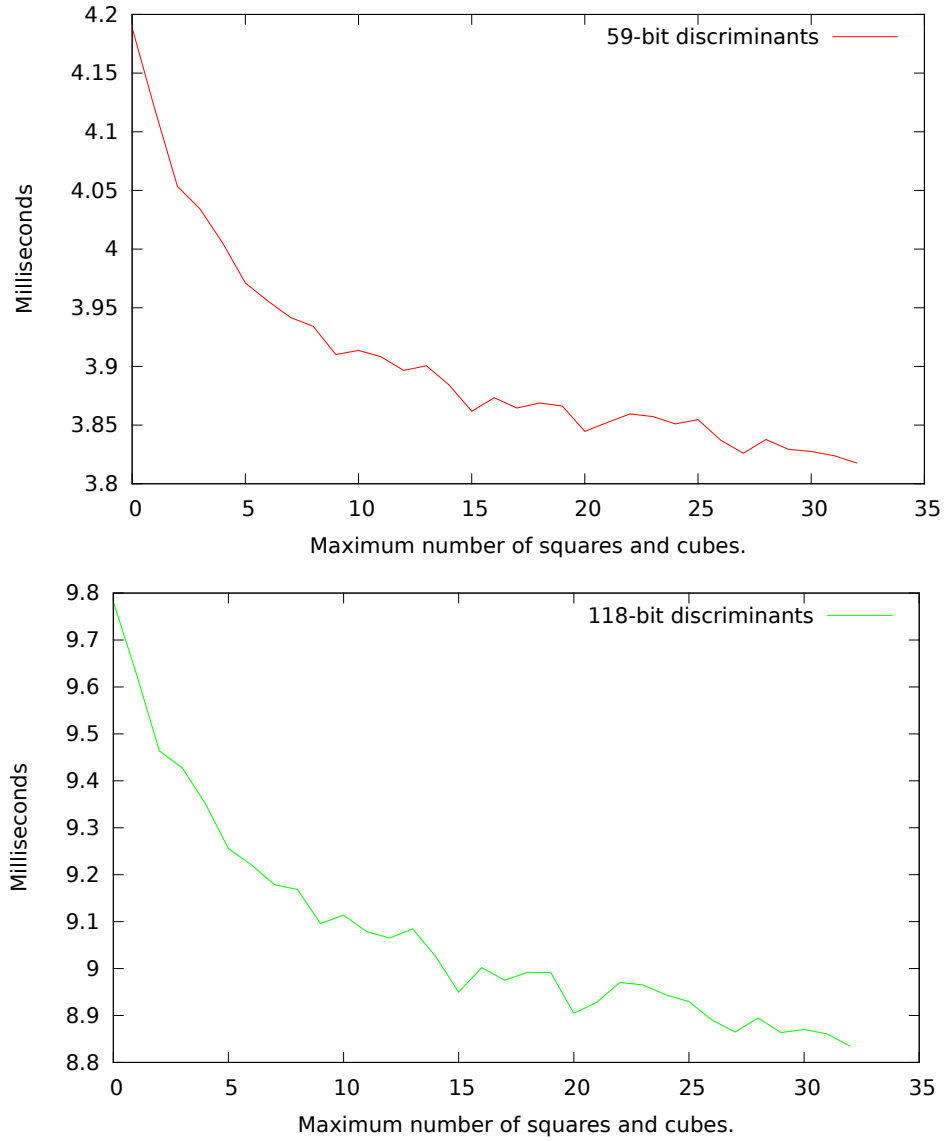 4.2
59-bit discriminants
4.15
4.1
4.05
4
3.95
3.9
3.85
3.8
Milliseconds
0 5 10 15 20 25 30 35
Maximum number of squares and cubes.
9.8
118-bit discriminants
9.7
9.6
9.5
9.4
9.3
9.2
9.1
9
8.9
8.8
Milliseconds
0 5 10 15 20 25 30 35
Maximum number of squares and cubes.